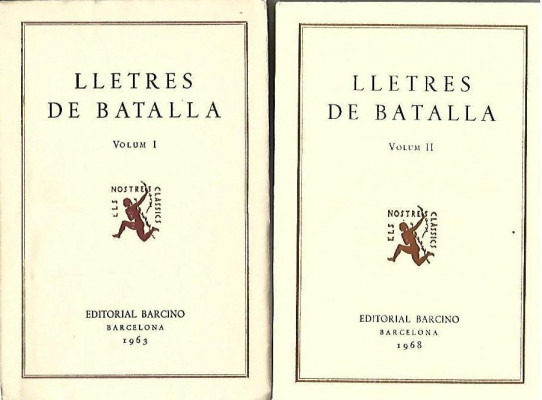 LLETRES
DE BATALLA
VOLUM I
ELS NOSTRES CLÀSSICS
EDITORIAL BARCINO
BARCELONA
1963
LLETRES
DE BATALLA
VOLUM II
ELS NOSTRES CLÀSSICS
EDITORIAL BARCINO
BARCELONA
1968